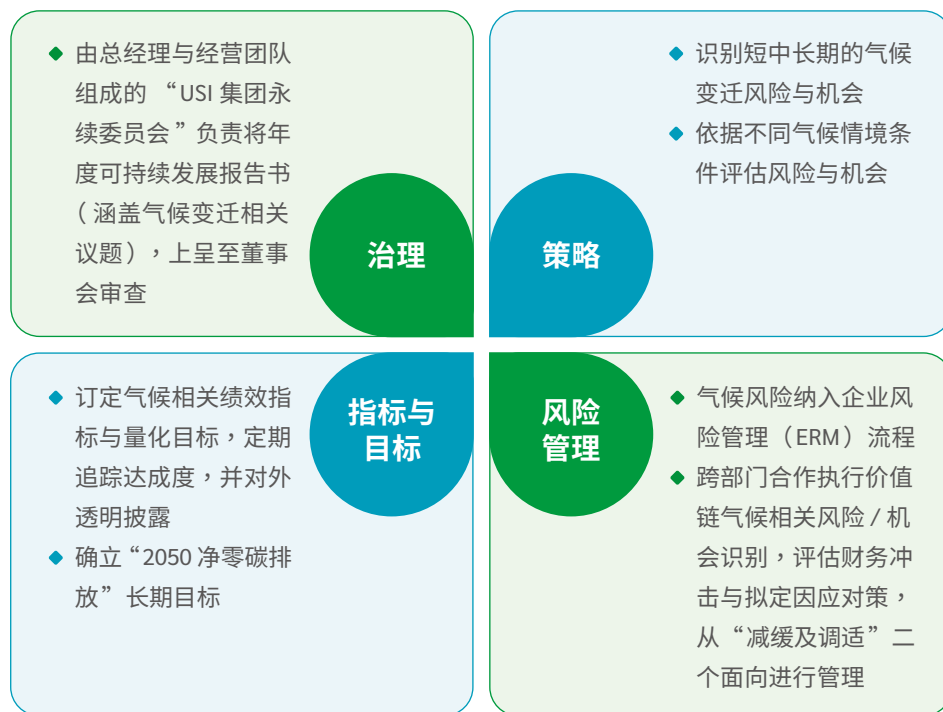 由总经理与经营团队
组成的 “USI 集团永
续委员会 ” 负责将年
度可持续发展报告书
( 涵盖气候变迁相关
议题 ) ，上呈至董事
会审查
治理
识别短中长期的气候
变迁风险与机会
依据不同气候情境条
件评估风险与机会
策略
订定气候相关绩效指
标与量化目标，定期
追踪达成度，并对外
透明披露
确立 “2050 净零碳排
放” 长期目标
指标与
目标
气候风险纳入企业风
险管理（ERM）流程
跨部门合作执行价值
链气候相关风险 / 机
会识别，评估财务冲
击与拟定因应对策，
从“减缓及调适”二
个面向进行管理
风险
管理